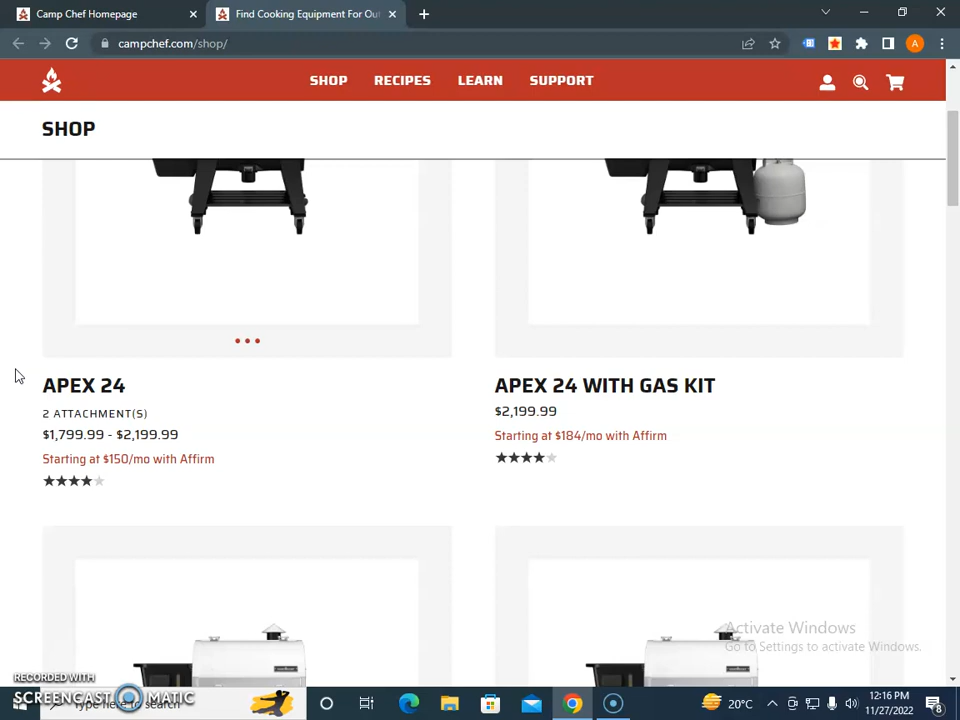 Camp Chef Homepage
Find Cooking Equipment For Out
campchef.com/shop/
A
SHOP RECIPES LEARN SUPPORT
SHOP
APEX 24
2 ATTACHMENT(S)
$1,799.99 - $2,199.99
Starting at $150/mo with Affirm
APEX 24 WITH GAS KIT
$2,199.99
Starting at $184/mo with Affirm
Activate Windows
Go to Settings to activate Windows.
RECORDED WITH
SCREENCAST MATIC
Type here to search
20°C
12:16 PM
11/27/2022
8